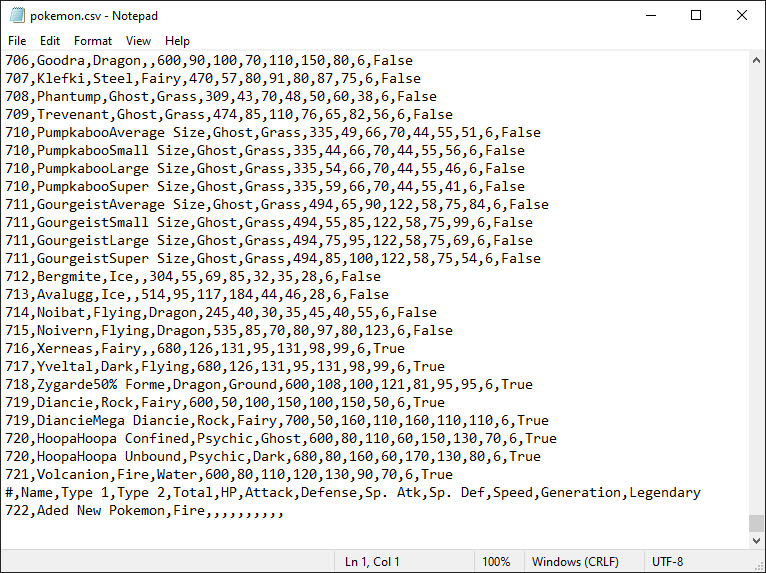 pokemon.csv - Notepad
File Edit Format View Help
706,Goodra,Dragon,,600,90,100,70,110,150,80,6,False
707,Klefki,Steel,Fairy,470,57,80,91,80,87,75,6,False
708,Phantump,Ghost,Grass,309,43,70,48,50,60,38,6,False
709,Trevenant,Ghost,Grass,474,85,110,76,65,82,56,6,False
710,PumpkabooAverage Size,Ghost,Grass,335,49,66,70,44,55,51,6,False
710,PumpkabooSmall Size,Ghost,Grass,335,44,66,70,44,55,56,6,False
710,PumpkabooLarge Size,Ghost,Grass,335,54,66,70,44,55,46,6,False
710,PumpkabooSuper Size,Ghost,Grass,335,59,66,70,44,55,41,6,False
711,GourgeistAverage Size,Ghost,Grass,494,65,90,122,58,75,84,6,False
711,GourgeistSmall Size,Ghost,Grass,494,55,85,122,58,75,99,6,False
711,GourgeistLarge Size,Ghost,Grass,494,75,95,122,58,75,69,6,False
711,GourgeistSuper Size,Ghost,Grass,494,85,100,122,58,75,54,6,False
712,Bergmite,Ice,,304,55,69,85,32,35,28,6,False
713,Avalugg,Ice,,514,95,117,184,44,46,28,6,False
714,Noibat,Flying,Dragon,245,40,30,35,45,40,55,6,False
715,Noivern,Flying,Dragon,535,85,70,80,97,80,123,6,False
716,Xerneas,Fairy,,680,126,131,95,131,98,99,6,True
717,Yveltal,Dark,Flying,680,126,131,95,131,98,99,6,True
718,Zygarde50% Forme,Dragon,Ground,600,108,100,121,81,95,95,6,True
719,Diancie,Rock,Fairy,600,50,100,150,100,150,50,6,True
719,DiancieMega Diancie,Rock,Fairy,700,50,160,110,160,110,110,6,True
720,HoopaHoopa Confined,Psychic,Ghost,600,80,110,60,150,130,70,6,True
720,HoopaHoopa Unbound,Psychic,Dark,680,80,160,60,170,130,80,6,True
721,Volcanion,Fire,Water,600,80,110,120,130,90,70,6,True
#,Name,Type 1,Type 2,Total,HP,Attack,Defense,Sp. Atk,Sp. Def,Speed,Generation,Legendary
722,Aded New Pokemon,Fire,,,,,,,,,,
Ln 1, Col 1 100% Windows (CRLF) UTF-8